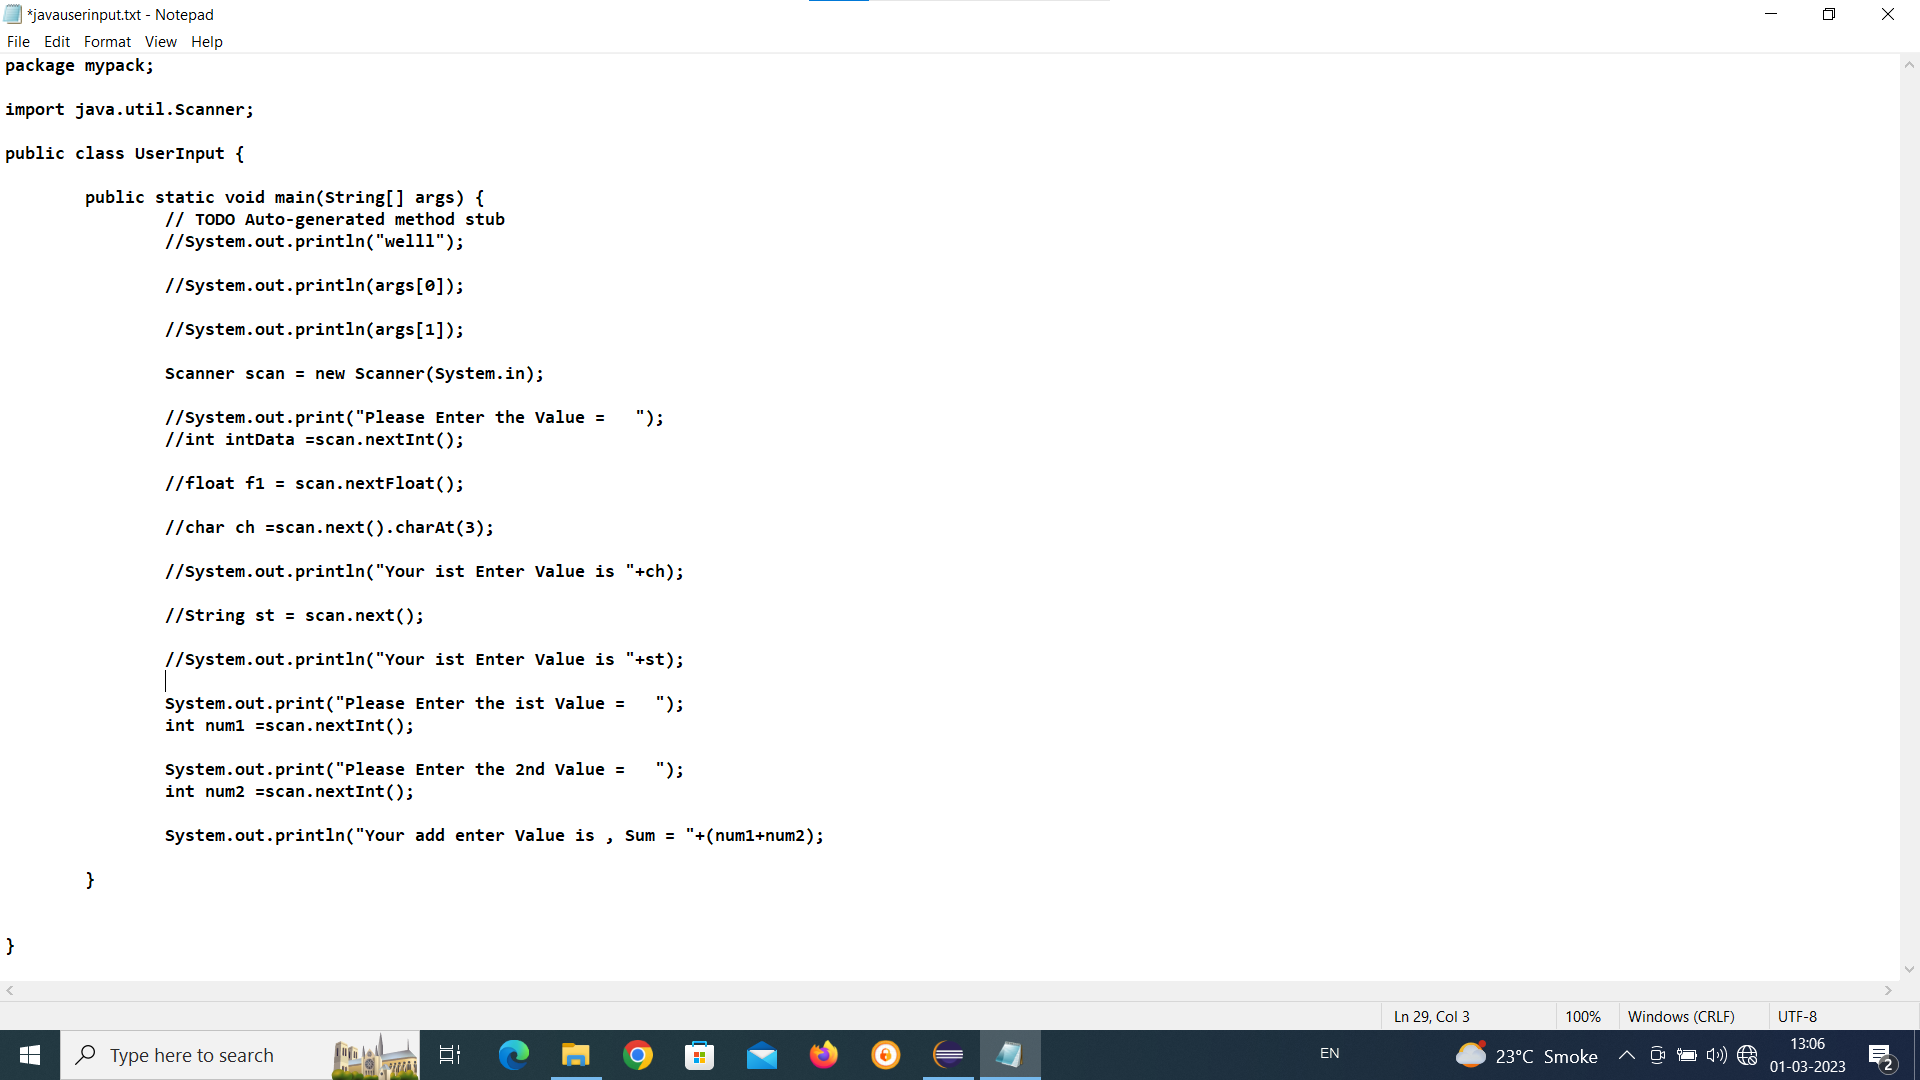 *javauserinput.txt - Notepad
File Edit Format View Help
package mypack;
import java.util.Scanner;
public class UserInput {
public static void main(String[] args) {
// TODO Auto-generated method stub
//System.out.println("welll");
//System.out.println(args[0]);
//System.out.println(args[1]);
Scanner scan = new Scanner(System.in);
//System.out.print("Please Enter the Value =   ");
//int intData =scan.nextInt();
//float f1 = scan.nextFloat();
//char ch =scan.next().charAt(3);
//System.out.println("Your ist Enter Value is "+ch);
//String st = scan.next();
//System.out.println("Your ist Enter Value is "+st);
System.out.print("Please Enter the ist Value =   ");
int num1 =scan.nextInt();
System.out.print("Please Enter the 2nd Value =   ");
int num2 =scan.nextInt();
System.out.println("Your add enter Value is , Sum = "+(num1+num2);
}
}
Ln 29, Col 3 100% Windows (CRLF) UTF-8
Type here to search EN 23°C Smoke 13:06
01-03-2023 2